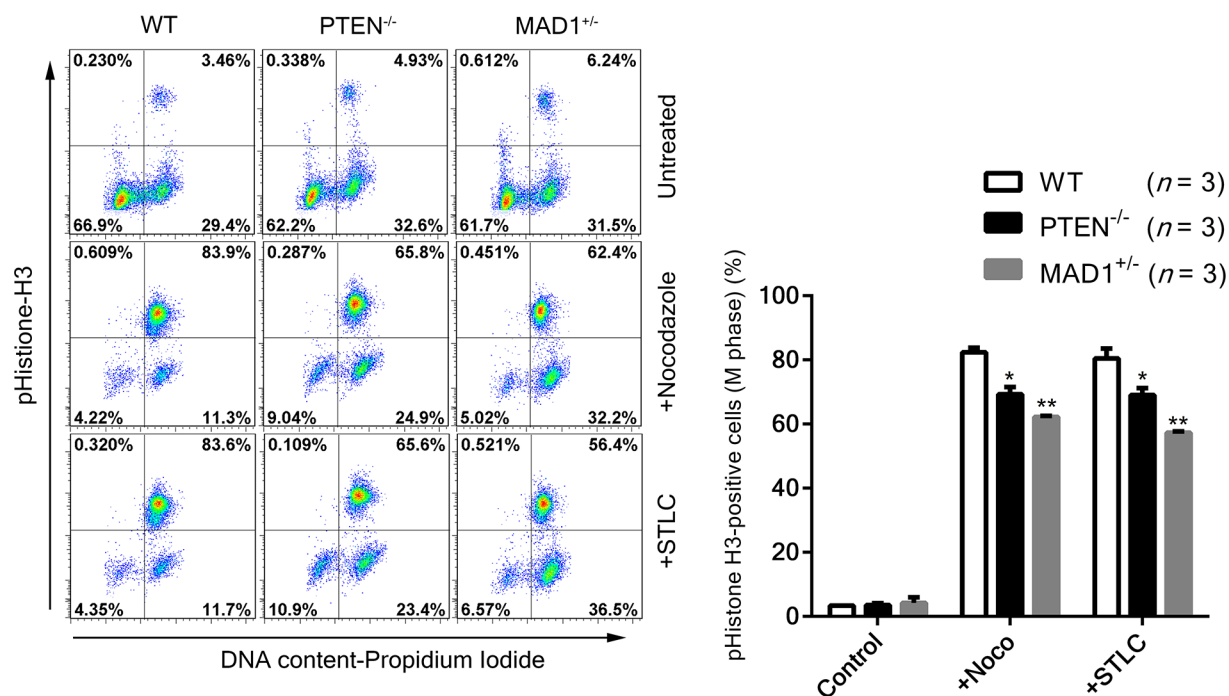 WT PTEN-/- MAD1+/-
0.230% 3.46% 0.338% 4.93% 0.612% 6.24%
66.9% 29.4% 62.2% 32.6% 61.7% 31.5%
Untreated
0.609% 83.9% 0.287% 65.8% 0.451% 62.4%
4.22% 11.3% 9.04% 24.9% 5.02% 32.2%
+Nocodazole
0.320% 83.6% 0.109% 65.6% 0.521% 56.4%
4.35% 11.7% 10.9% 23.4% 6.57% 36.5%
+STLC
pHistione-H3
DNA content-Propidium Iodide
WT (n = 3)
PTEN-/- (n = 3)
MAD1+/- (n = 3)
pHistone H3-positive cells (M phase) (%)
100
80
60
40
20
0
* ** * **
Control +Noco +STLC